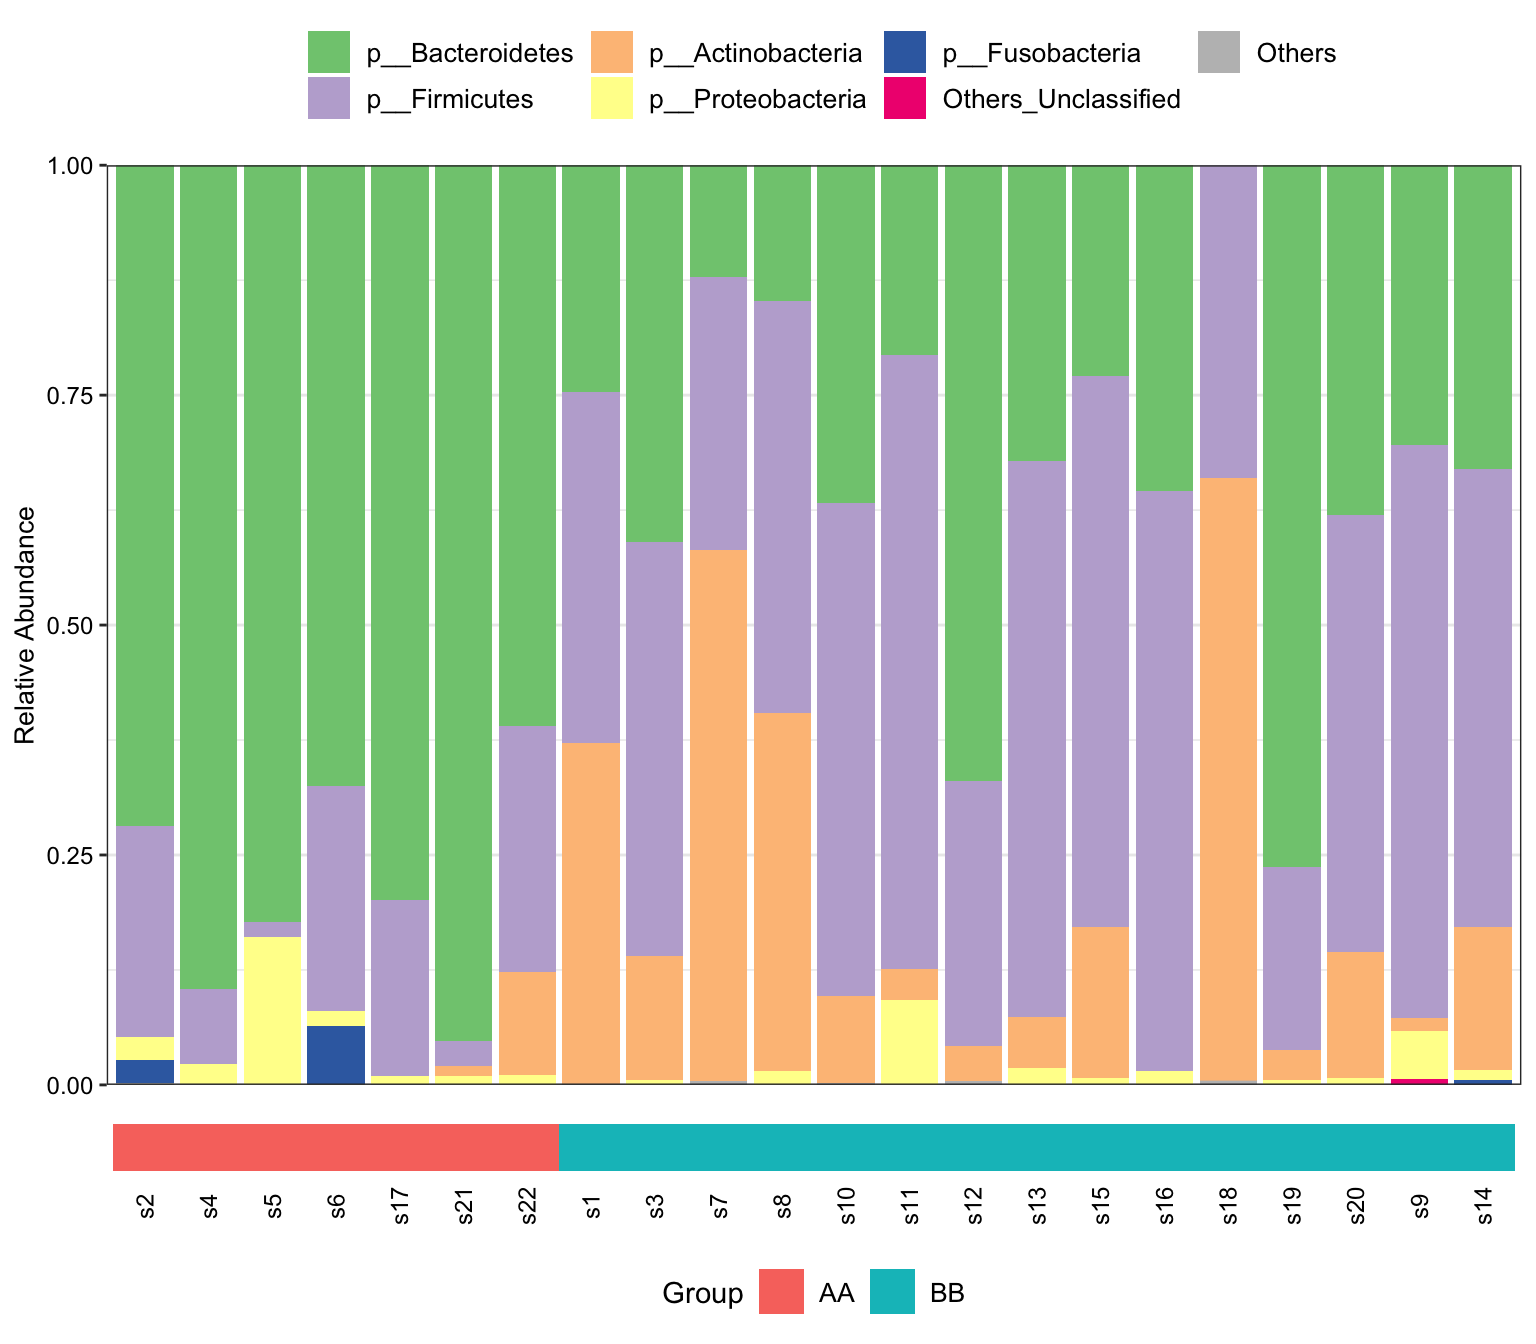 p__Bacteroidetes p__Actinobacteria p__Fusobacteria Others
p__Firmicutes p__Proteobacteria Others_Unclassified
1.00
0.75
0.50
0.25
0.00
Relative Abundance
s2 s4 s5 s6 s17 s21 s22 s1 s3 s7 s8 s10 s11 s12 s13 s15 s16 s18 s19 s20 s9 s14
Group AA BB